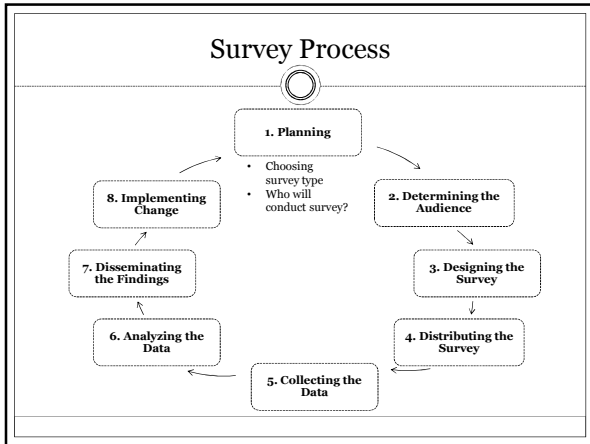 Survey Process
1. Planning
• Choosing
survey type
• Who will
conduct survey?
2. Determining the
Audience
3. Designing the
Survey
4. Distributing the
Survey
5. Collecting the
Data
6. Analyzing the
Data
7. Disseminating
the Findings
8. Implementing
Change